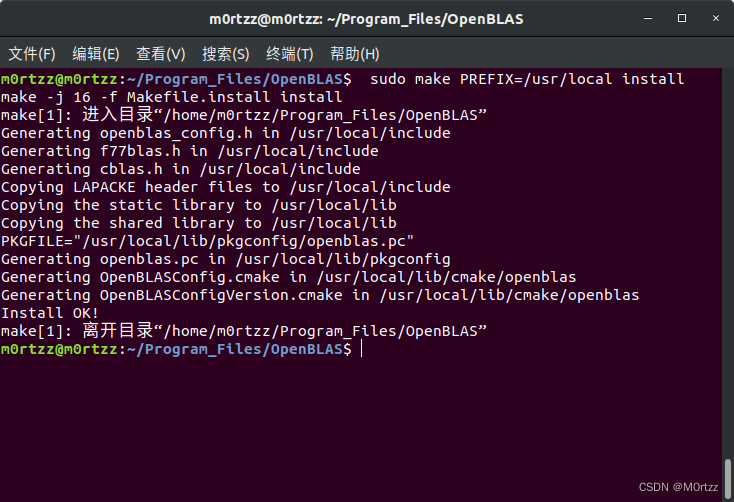 m0rtzz@m0rtzz: ~/Program_Files/OpenBLAS
文件(F) 编辑(E) 查看(V) 搜索(S) 终端(T) 帮助(H)
m0rtzz@m0rtzz:~/Program_Files/OpenBLAS$  sudo make PREFIX=/usr/local install
make -j 16 -f Makefile.install install
make[1]: 进入目录“/home/m0rtzz/Program_Files/OpenBLAS”
Generating openblas_config.h in /usr/local/include
Generating f77blas.h in /usr/local/include
Generating cblas.h in /usr/local/include
Copying LAPACKE header files to /usr/local/include
Copying the static library to /usr/local/lib
Copying the shared library to /usr/local/lib
PKGFILE="/usr/local/lib/pkgconfig/openblas.pc"
Generating openblas.pc in /usr/local/lib/pkgconfig
Generating OpenBLASConfig.cmake in /usr/local/lib/cmake/openblas
Generating OpenBLASConfigVersion.cmake in /usr/local/lib/cmake/openblas
Install OK!
make[1]: 离开目录“/home/m0rtzz/Program_Files/OpenBLAS”
m0rtzz@m0rtzz:~/Program_Files/OpenBLAS$
CSDN @M0rtzz